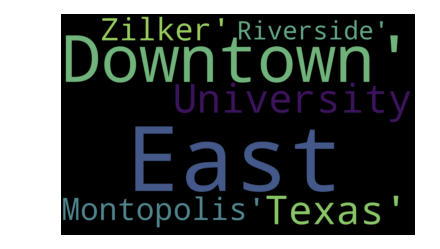 Zilker' Riverside'
Downtown'
University
East
Montopolis' Texas'